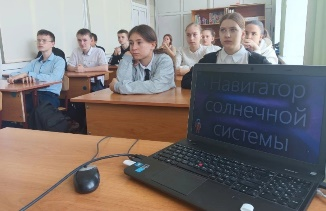 Навигатор
солнечной
системы